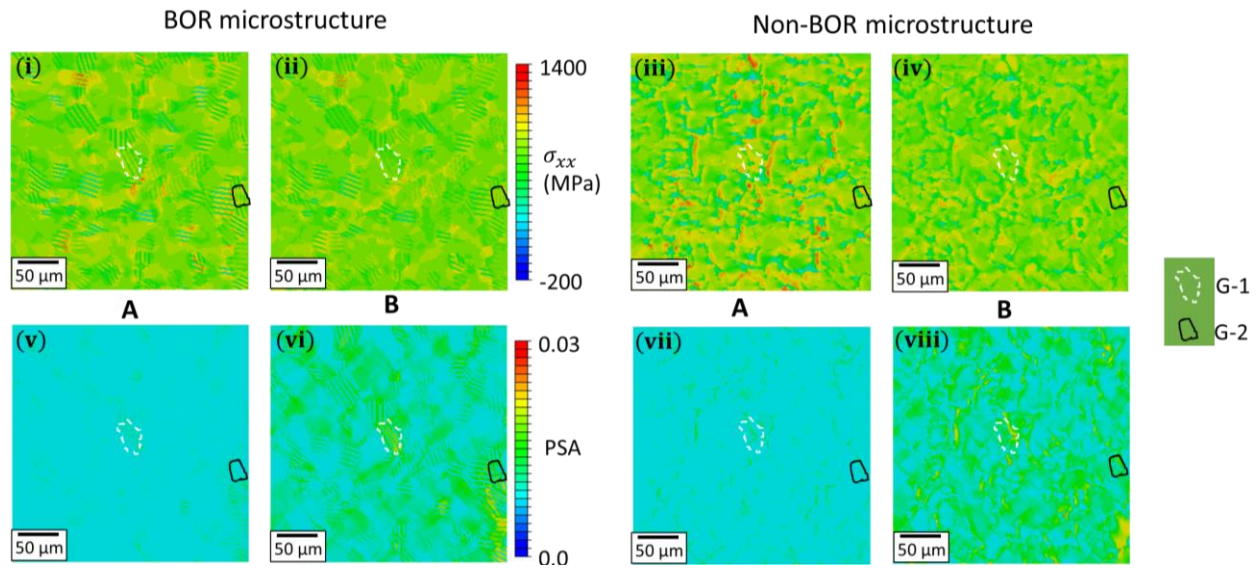 BOR microstructure
Non-BOR microstructure
(i)
(ii)
1400
σxx
(MPa)
-200
(iii)
(iv)
50 μm
50 μm
50 μm
50 μm
A
B
A
B
G-1
G-2
(v)
(vi)
0.03
PSA
0.0
(vii)
(viii)
50 μm
50 μm
50 μm
50 μm